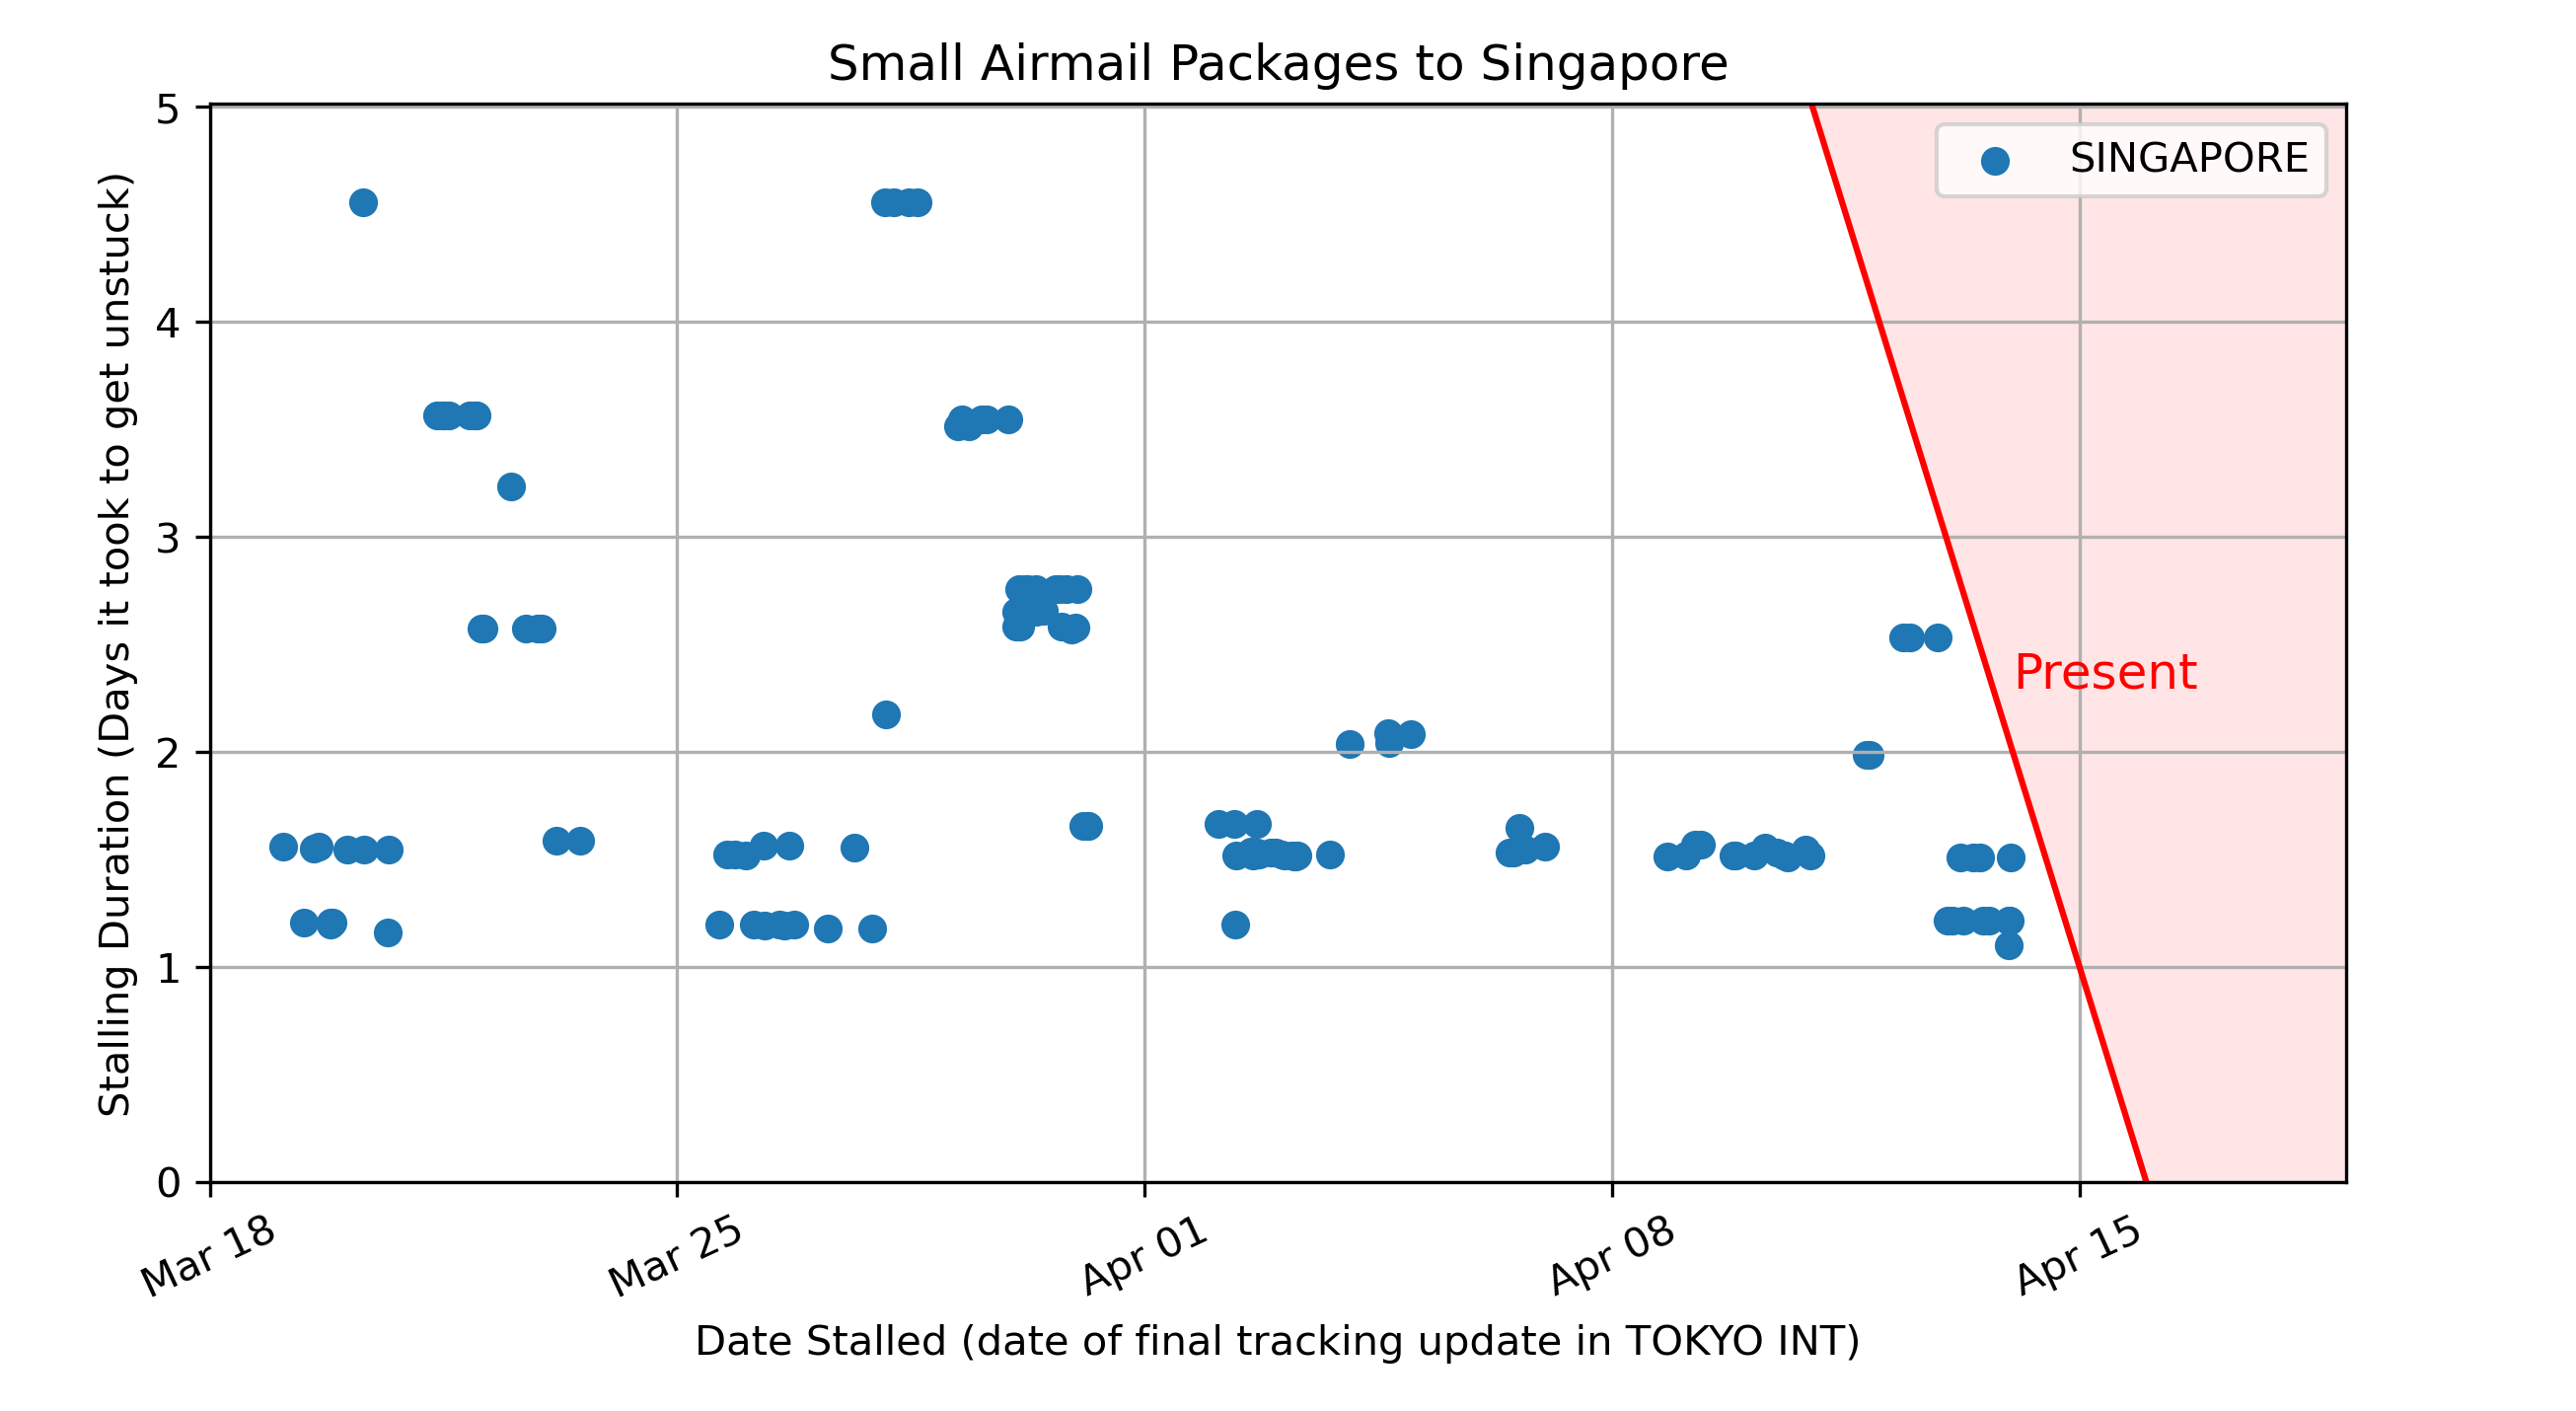 Small Airmail Packages to Singapore
Stalling Duration (Days it took to get unstuck)
5
4
3
2
1
0
SINGAPORE
Present
Mar 18
Mar 25
Apr 01
Apr 08
Apr 15
Date Stalled (date of final tracking update in TOKYO INT)